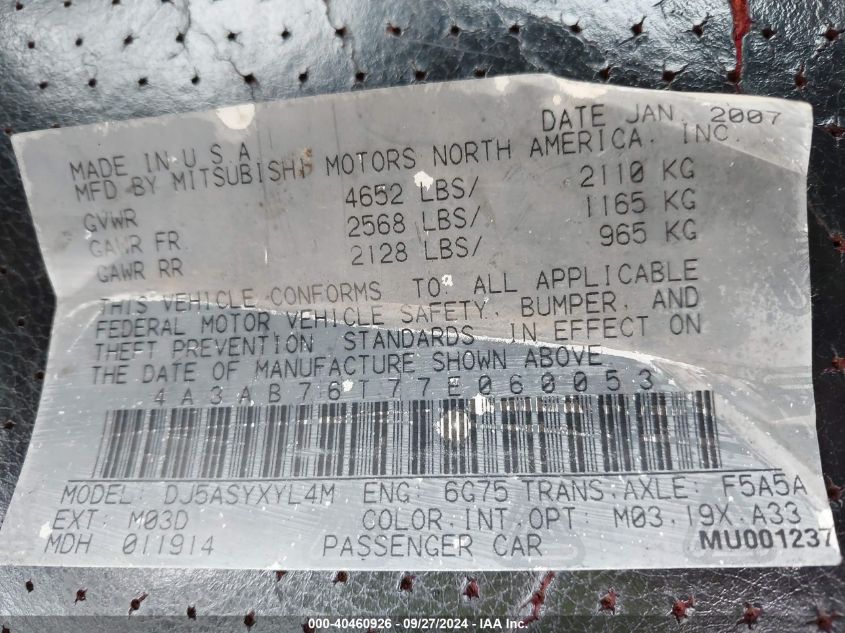 DATE JAN. 2007
MADE IN U S A
MFD BY MITSUBISHI MOTORS NORTH AMERICA, INC.
GVWR 4652 LBS/ 2110 KG
GAWR FR 2568 LBS/ 1165 KG
GAWR RR 2128 LBS/ 965 KG
THIS VEHICLE CONFORMS TO ALL APPLICABLE
FEDERAL MOTOR VEHICLE SAFETY, BUMPER, AND
THEFT PREVENTION STANDARDS IN EFFECT ON
THE DATE OF MANUFACTURE SHOWN ABOVE
4A3AB76T77E060053
MODEL: DJ5ASYXYL4M ENG: 6G75 TRANS.AXLE: F5A5A
EXT: M03D COLOR.INT.OPT: M03.19X.A33
MDH 011914 PASSENGER CAR MU001237
000-40460926 - 09/27/2024 - IAA Inc.